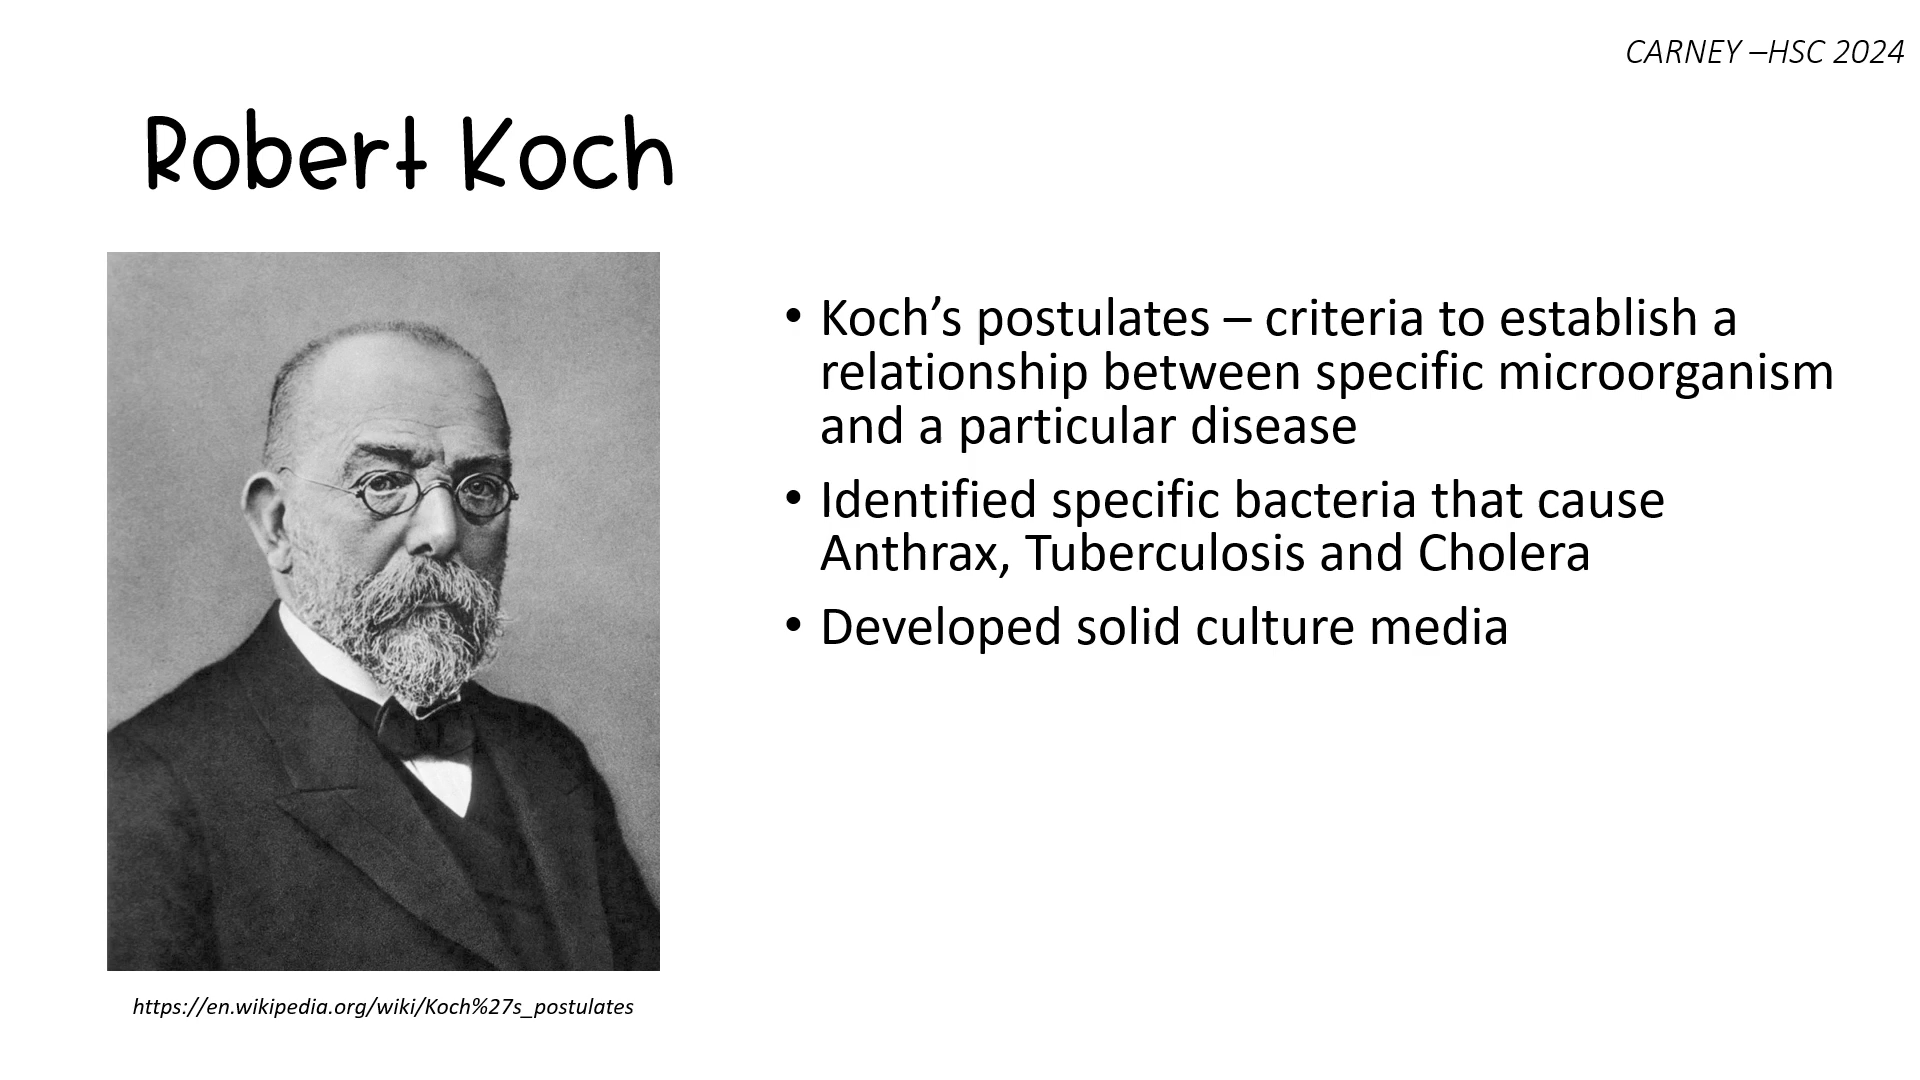 CARNEY –HSC 2024
Robert Koch
• Koch’s postulates – criteria to establish a
relationship between specific microorganism
and a particular disease
• Identified specific bacteria that cause
Anthrax, Tuberculosis and Cholera
• Developed solid culture media
https://en.wikipedia.org/wiki/Koch%27s_postulates